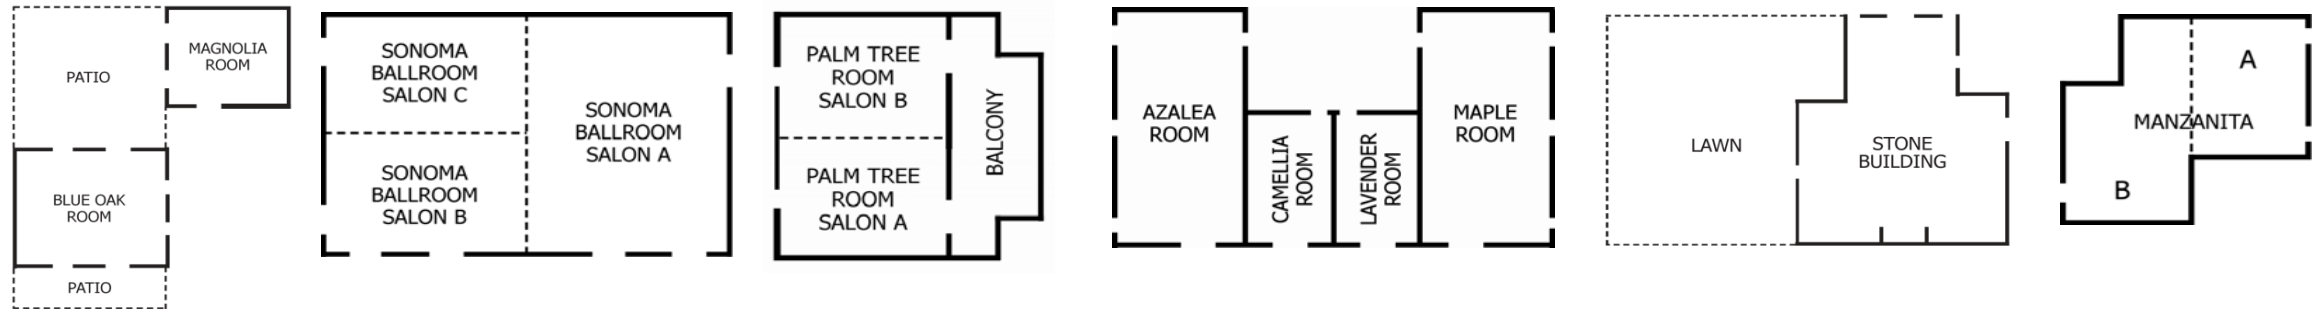 PATIO
MAGNOLIA
ROOM
BLUE OAK
ROOM
PATIO
SONOMA
BALLROOM
SALON C
SONOMA
BALLROOM
SALON B
SONOMA
BALLROOM
SALON A
PALM TREE
ROOM
SALON B
PALM TREE
ROOM
SALON A
BALCONY
AZALEA
ROOM
CAMELLIA
ROOM
LAVENDER
ROOM
MAPLE
ROOM
LAWN
STONE
BUILDING
A
MANZANITA
B